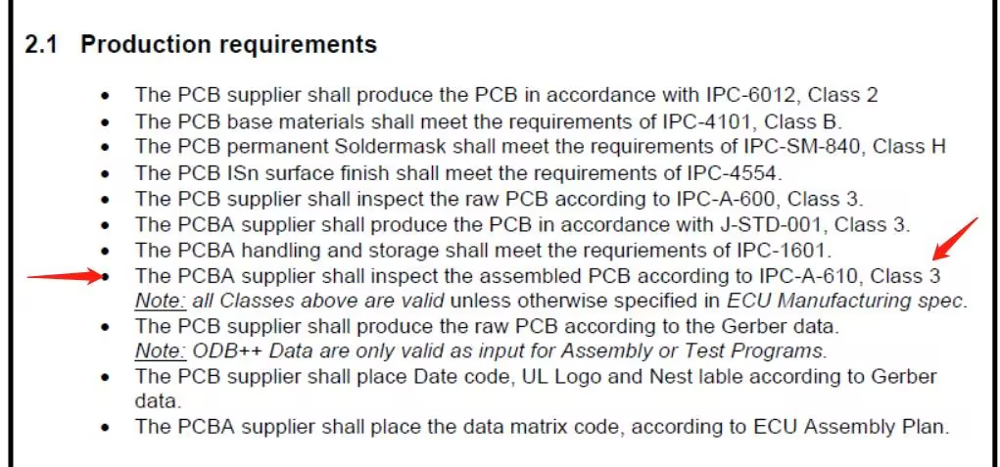 2.1 Production requirements
• The PCB supplier shall produce the PCB in accordance with IPC-6012, Class 2
• The PCB base materials shall meet the requirements of IPC-4101, Class B.
• The PCB permanent Soldermask shall meet the requirements of IPC-SM-840, Class H
• The PCB ISn surface finish shall meet the requirements of IPC-4554.
• The PCB supplier shall inspect the raw PCB according to IPC-A-600, Class 3.
• The PCBA supplier shall produce the PCB in accordance with J-STD-001, Class 3.
• The PCBA handling and storage shall meet the requriements of IPC-1601.
• The PCBA supplier shall inspect the assembled PCB according to IPC-A-610, Class 3
Note: all Classes above are valid unless otherwise specified in ECU Manufacturing spec.
• The PCB supplier shall produce the raw PCB according to the Gerber data.
Note: ODB++ Data are only valid as input for Assembly or Test Programs.
• The PCB supplier shall place Date code, UL Logo and Nest lable according to Gerber
data.
• The PCBA supplier shall place the data matrix code, according to ECU Assembly Plan.